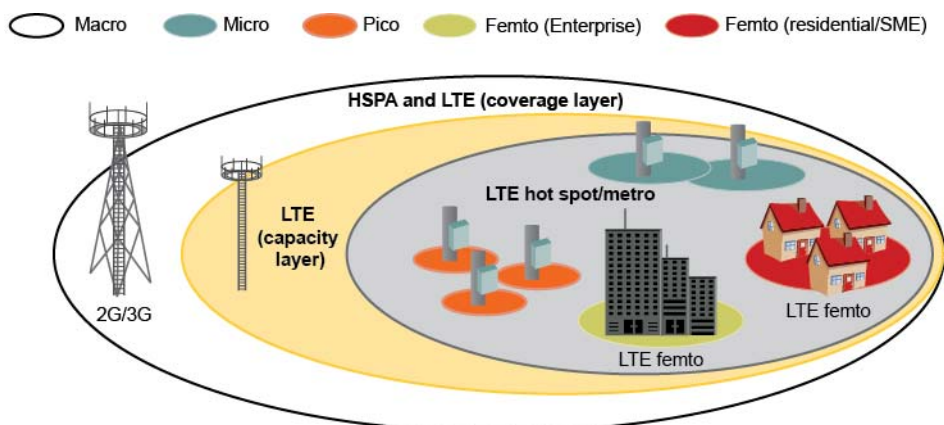 Macro
Micro
Pico
Femto (Enterprise)
Femto (residential/SME)
HSPA and LTE (coverage layer)
LTE hot spot/metro
LTE
(capacity
layer)
2G/3G
LTE femto
LTE femto